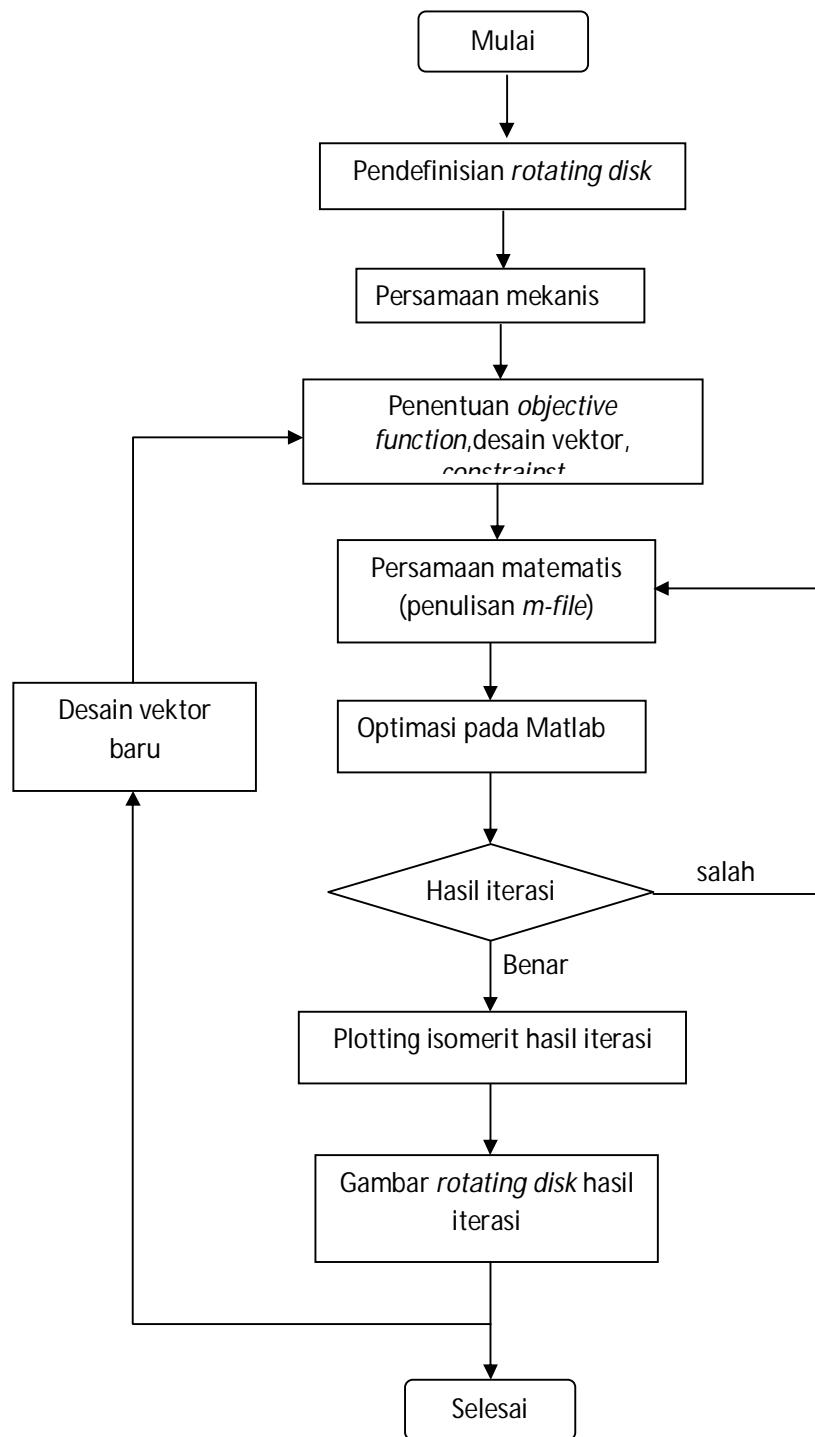 Mulai
Pendefinisian rotating disk
Persamaan mekanis
Penentuan objective
function,desain vektor,
constrainst
Persamaan matematis
(penulisan m-file)
Desain vektor
baru
Optimasi pada Matlab
Hasil iterasi
salah
Benar
Plotting isomerit hasil iterasi
Gambar rotating disk hasil
iterasi
Selesai